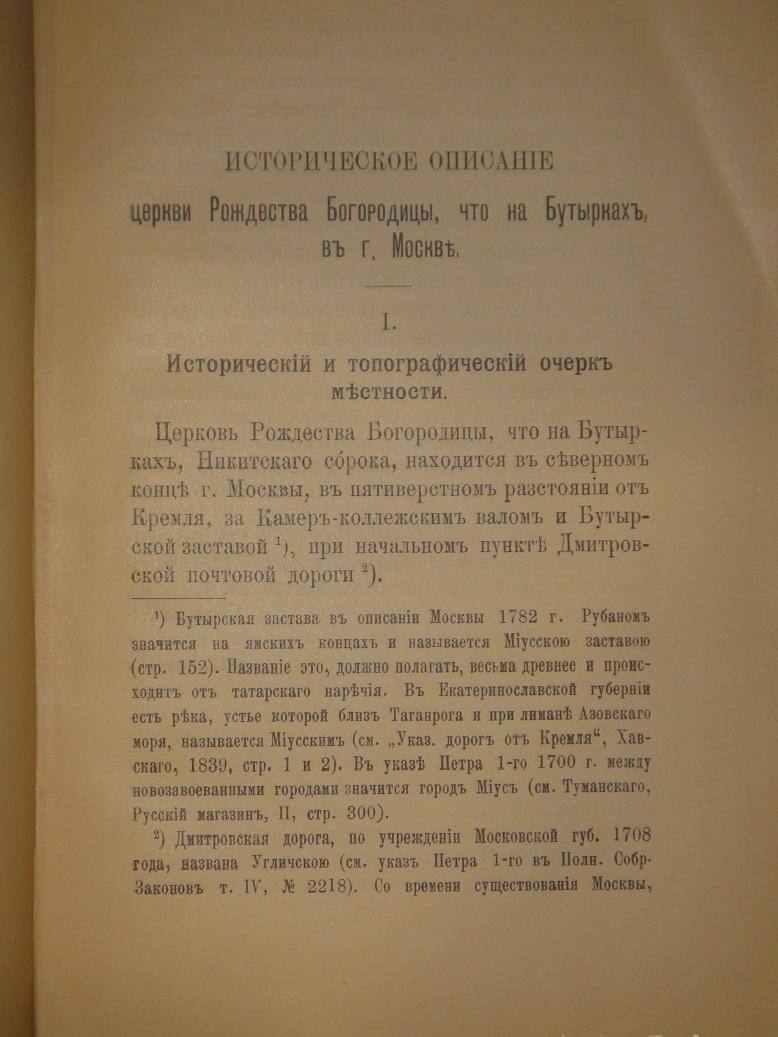 ИСТОРИЧЕСКОЕ ОПИСАНІЕ
церкви Рождества Богородицы, что на Бутыркахъ,
въ г. Москвѣ.
I.
Историческій и топографическій очеркъ
мѣстности.
Церковь Рождества Богородицы, что на Бутыр-
кахъ, Никитскаго со́рока, находится въ сѣверномъ
концѣ г. Москвы, въ пятиверстномъ разстояніи отъ
Кремля, за Камеръ-коллежскимъ валомъ и Бутыр-
ской заставой ¹), при начальномъ пунктѣ Дмитров-
ской почтовой дороги ²).
¹) Бутырская застава въ описаніи Москвы 1782 г. Рубаномъ
значится на ямскихъ концахъ и называется Міусскою заставою
(стр. 152). Названіе это, должно полагать, весьма древнее и проис-
ходитъ отъ татарскаго нарѣчія. Въ Екатеринославской губерніи
есть рѣка, устье которой близъ Таганрога и при лиманѣ Азовскаго
моря, называется Міусскимъ (см. „Указ. дорогъ отъ Кремля“, Хав-
скаго, 1839, стр. 1 и 2). Въ указѣ Петра 1-го 1700 г. между
новозавоеванными городами значится городъ Міусъ (см. Туманскаго,
Русскій магазинъ, II, стр. 300).
²) Дмитровская дорога, по учрежденіи Московской губ. 1708
года, названа Угличскою (см. указъ Петра 1-го въ Полн. Собр.
Законовъ т. IV, № 2218). Со времени существованія Москвы,